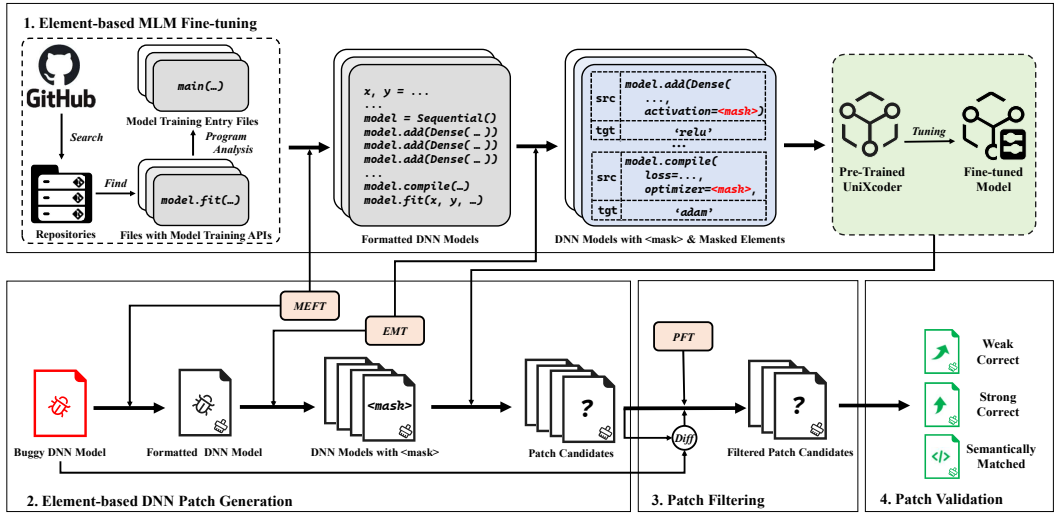 1. Element-based MLM Fine-tuning
GitHub
Search
Repositories
Find
main(…)
Model Training Entry Files
Program
Analysis
model.fit(…)
Files with Model Training APIs
x, y = ...
...
model = Sequential()
model.add(Dense( … ))
model.add(Dense( … ))
model.add(Dense( … ))
...
model.compile(…)
model.fit(x, y, …)
Formatted DNN Models
src
model.add(Dense(
...,
activation=<mask>)
tgt
‘relu’
...
src
model.compile(
loss=...,
optimizer=<mask>,
tgt
‘adam’
DNN Models with <mask> & Masked Elements
Tuning
Pre-Trained
UniXcoder
Fine-tuned
Model
MEFT
EMT
PFT
Buggy DNN Model
Formatted DNN Model
<mask>
DNN Models with <mask>
?
Patch Candidates
Diff
?
Filtered Patch Candidates
Weak
Correct
Strong
Correct
</>
Semantically
Matched
2. Element-based DNN Patch Generation
3. Patch Filtering
4. Patch Validation